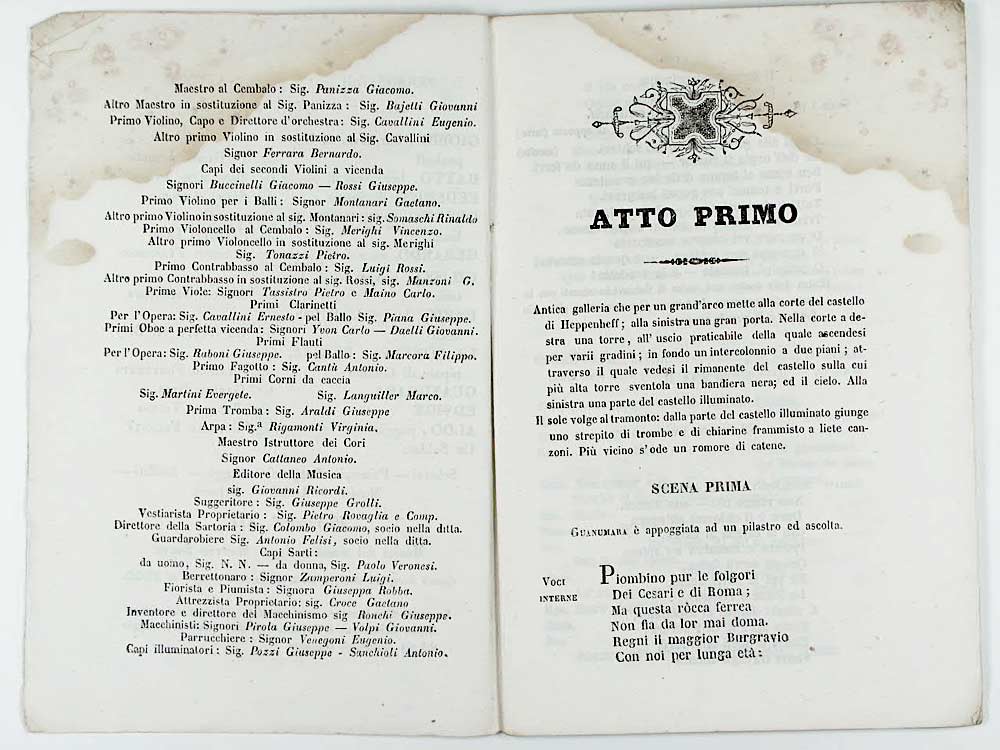 Maestro al Cembalo : Sig. Panizza Giacomo.
Altro Maestro in sostituzione al Sig. Panizza : Sig. Bajetti Giovanni
Primo Violino, Capo e Direttore d'orchestra: Sig. Cavallini Eugenio.
Altro primo Violino in sostituzione al Sig. Cavallini
Signor Ferrara Bernardo.
Capi dei secondi Violini a vicenda
Signori Buccinelli Giacomo — Rossi Giuseppe.
Primo Violino per i Balli : Signor Montanari Gaetano.
Altro primo Violino in sostituzione al sig. Montanari: sig. Somaschi Rinaldo
Primo Violoncello al Cembalo : Sig. Merighi Vincenzo.
Altro primo Violoncello in sostituzione al sig. Merighi
Sig. Tonazzi Pietro.
Primo Contrabbasso al Cembalo : Sig. Luigi Rossi.
Altro primo Contrabbasso in sostituzione al sig. Rossi, sig. Manzoni G.
Prime Viole: Signori Tassistro Pietro e Maino Carlo.
Primi Clarinetti
Per l'Opera: Sig. Cavallini Ernesto - pel Ballo Sig. Piana Giuseppe.
Primi Oboe a perfetta vicenda: Signori Yvon Carlo — Daelli Giovanni.
Primi Flauti
Per l'Opera: Sig. Raboni Giuseppe. pel Ballo : Sig. Marcora Filippo.
Primo Fagotto : Sig. Cantù Antonio.
Primi Corni da caccia
Sig. Martini Evergete. Sig. Languiller Marco.
Prima Tromba : Sig. Araldi Giuseppe
Arpa : Sig.a Rigamonti Virginia.
Maestro Istruttore dei Cori
Signor Cattaneo Antonio.
Editore della Musica
sig. Giovanni Ricordi.
Suggeritore : Sig. Giuseppe Grolli.
Vestiarista Proprietario : Sig. Pietro Rovaglia e Comp.
Direttore della Sartoria : Sig. Colombo Giacomo, socio nella ditta.
Guardarobiere Sig. Antonio Felisi, socio nella ditta.
Capi Sarti :
da uomo, Sig. N. N. — da donna, Sig. Paolo Veronesi.
Berrettonaro : Signor Zamperoni Luigi.
Fiorista e Piumista : Signora Giuseppa Robba.
Attrezzista Proprietario: sig. Croce Gaetano
Inventore e direttore del Macchinismo sig Ronchi Giuseppe.
Macchinisti: Signori Pirola Giuseppe — Volpi Giovanni.
Parrucchiere : Signor Venegoni Eugenio.
Capi illuminatori : Sig. Pozzi Giuseppe - Sanchioli Antonio.
ATTO PRIMO
Antica galleria che per un grand'arco mette alla corte del castello
di Heppenheff ; alla sinistra una gran porta. Nella corte a de-
stra una torre, all'uscio praticabile della quale ascendesi
per varii gradini ; in fondo un intercolonnio a due piani ; at-
traverso il quale vedesi il rimanente del castello sulla cui
più alta torre sventola una bandiera nera; ed il cielo. Alla
sinistra una parte del castello illuminato.
Il sole volge al tramonto: dalla parte del castello illuminato giunge
uno strepito di trombe e di chiarine frammisto a liete can-
zoni. Più vicino s'ode un romore di catene.
SCENA PRIMA
Guanumara è appoggiata ad un pilastro ed ascolta.
Voci interne
Piombino pur le folgori
Dei Cesari e di Roma ;
Ma questa ròcca ferrea
Non fia da lor mai doma.
Regni il maggior Burgravio
Con noi per lunga età: